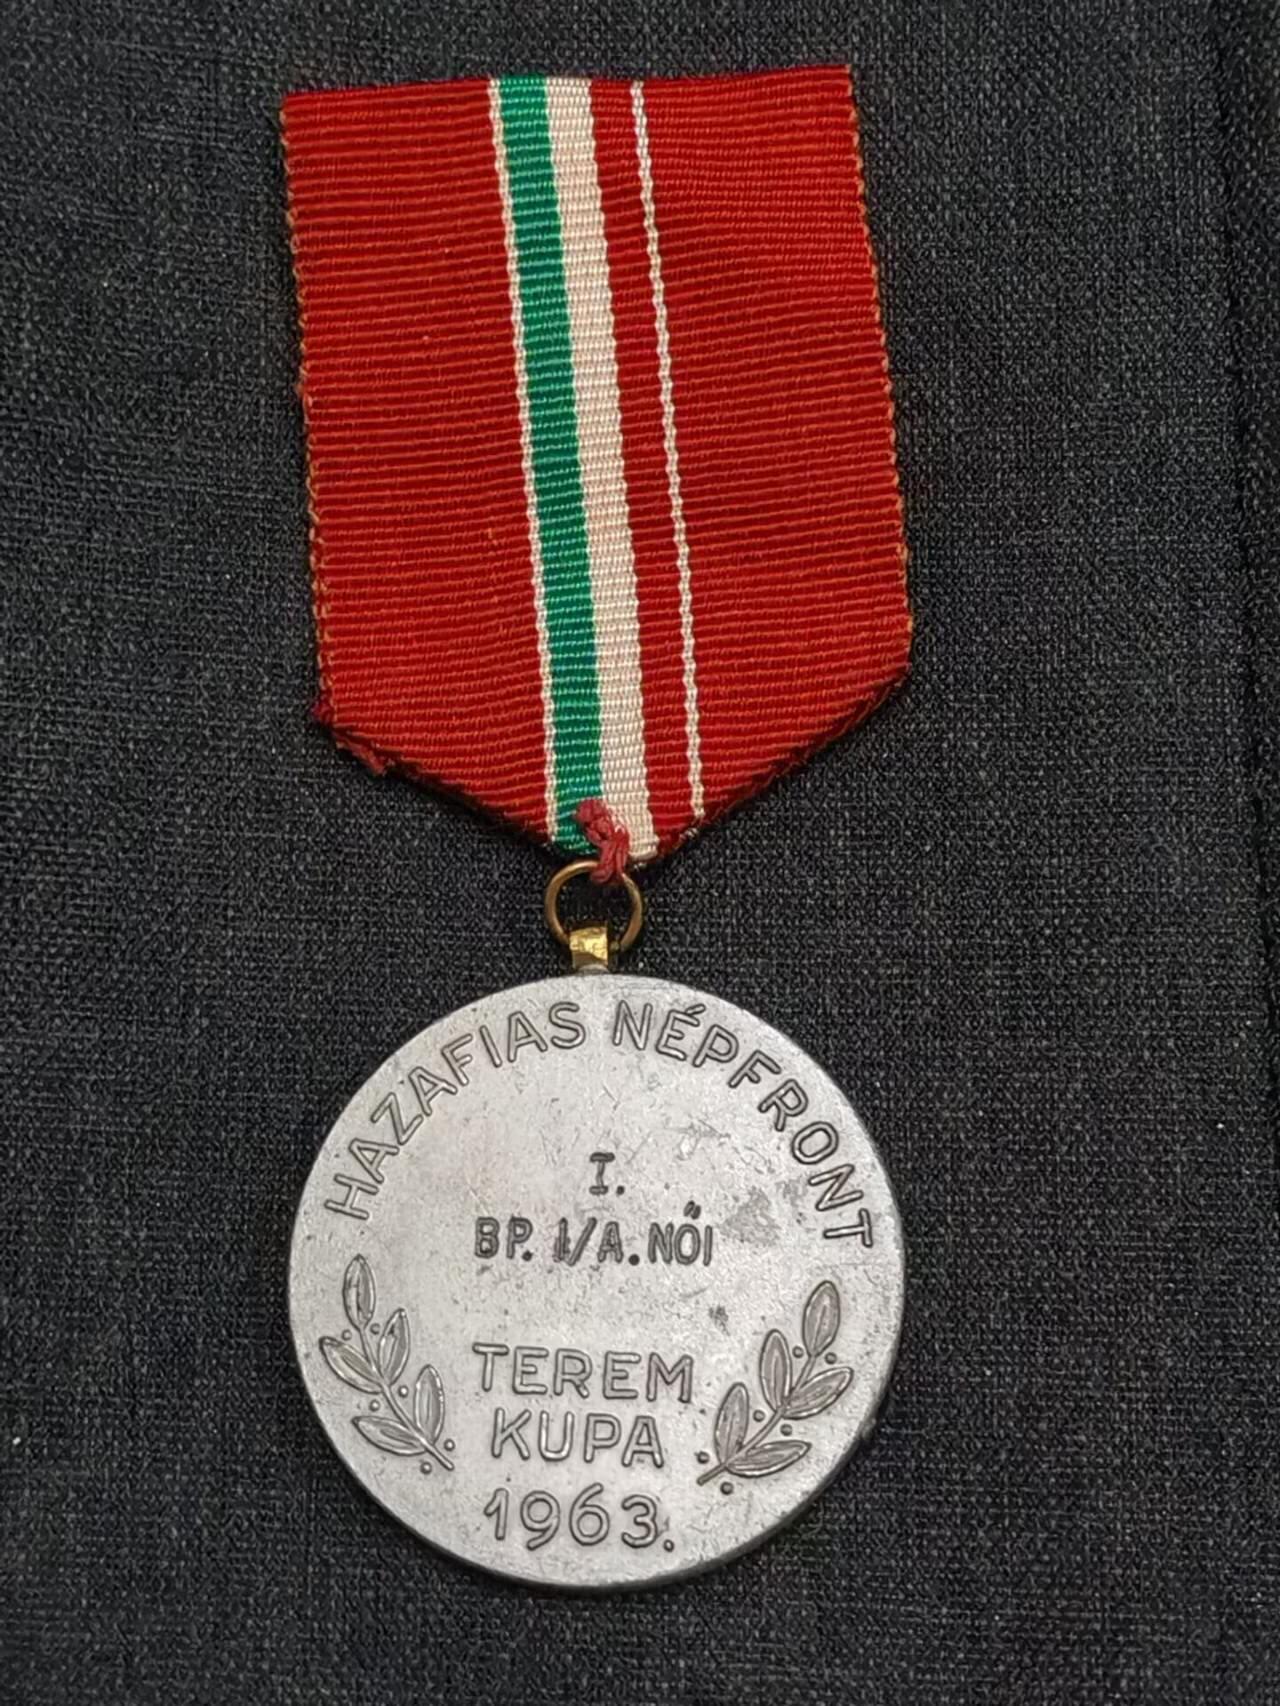 HAZAFIAS NÉPFRONT
I.
BP. I/A. NŐI
TEREM
KUPA
1963.